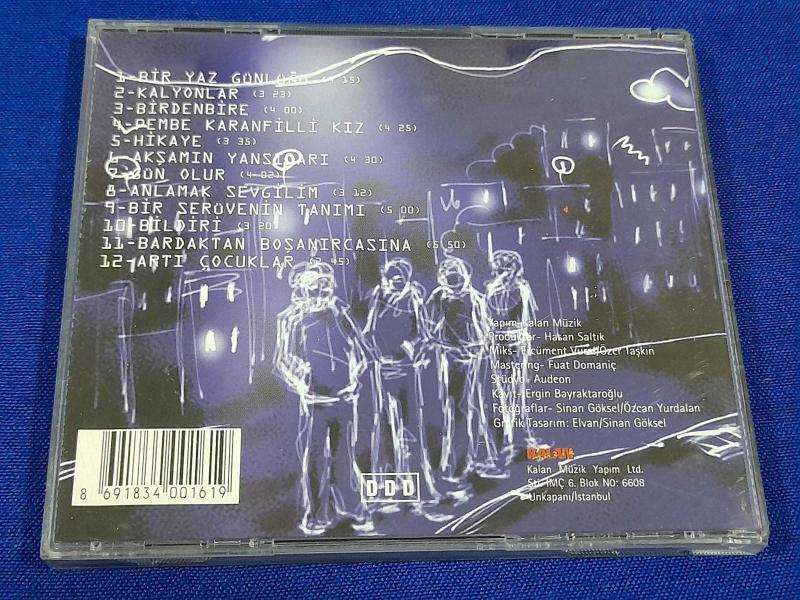 1-BİR YAZ GÜNLÜĞÜ (4 15)
2-KALYONLAR (3 23)
3-BİRDENBİRE (4 00)
4-PEMBE KARANFİLLİ KIZ (4 25)
5-HİKAYE (3 35)
6-AKŞAMIN YANSILARI (4 30)
7-GÜN OLUR (4-02)
8-ANLAMAK SEVGİLİM (3 12)
9-BİR SERÜVENİN TANIMI (5 00)
10-BİLDİRİ (3 20)
11-BARDAKTAN BOŞANIRCASINA (5 50)
12-ARTI ÇOCUKLAR (2 45)
Yapım-Kalan Müzik
Prodüktör- Hasan Saltık
Miks- Ercüment Vural/Özer Taşkın
Mastering- Fuat Domaniç
Stüdyo- Audeon
Kayıt- Ergin Bayraktaroğlu
Fotoğraflar- Sinan Göksel/Özcan Yurdalan
Grafik Tasarım: Elvan/Sinan Göksel
KALAN
Kalan Müzik Yapım Ltd.
Şti. İMÇ 6. Blok NO: 6608
Unkapanı/İstanbul
DDD
8 691834 001619